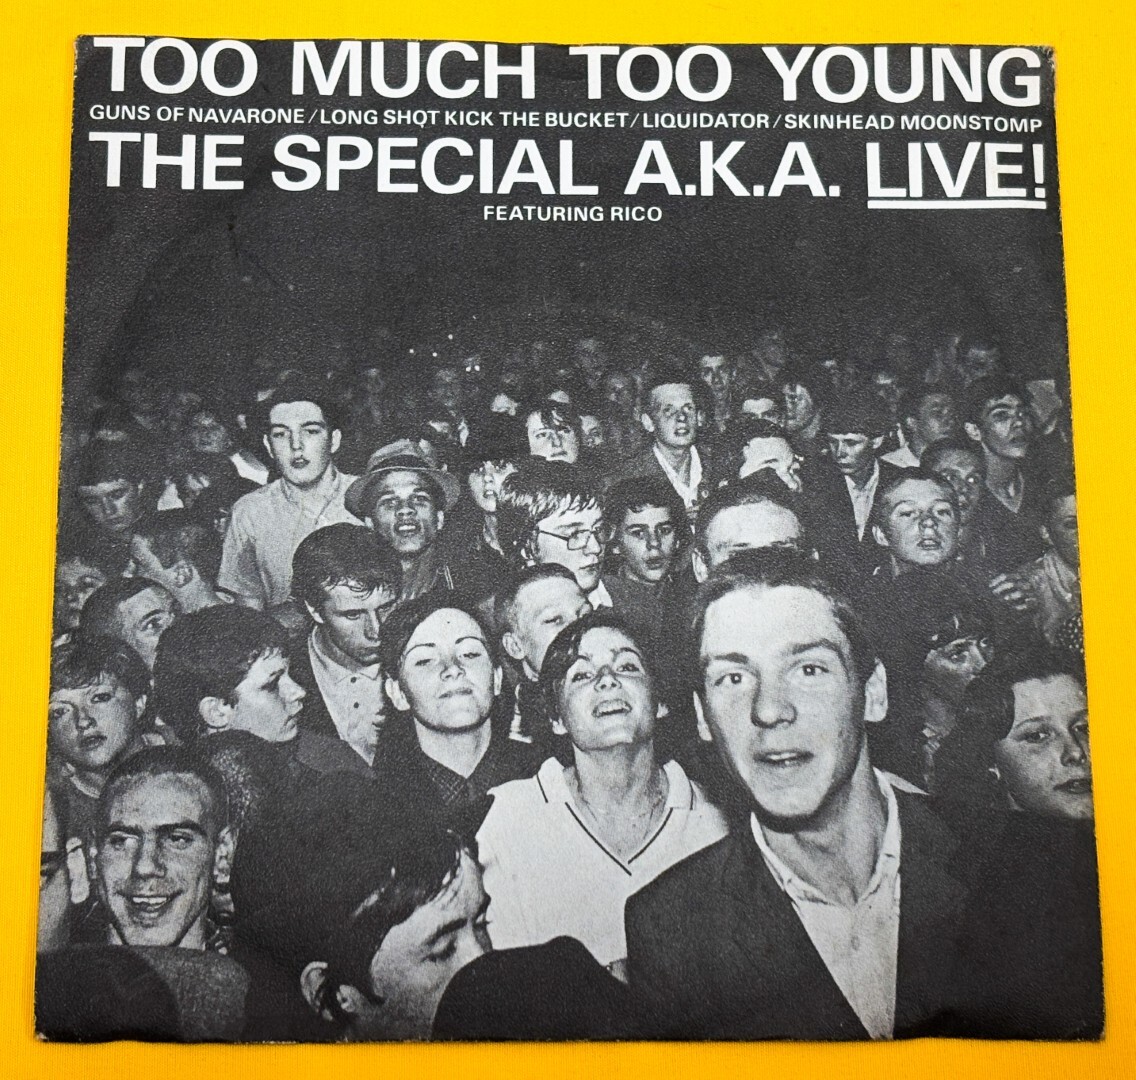 TOO MUCH TOO YOUNG
GUNS OF NAVARONE/LONG SHOT KICK THE BUCKET/LIQUIDATOR/SKINHEAD MOONSTOMP
THE SPECIAL A.K.A. LIVE!
FEATURING RICO